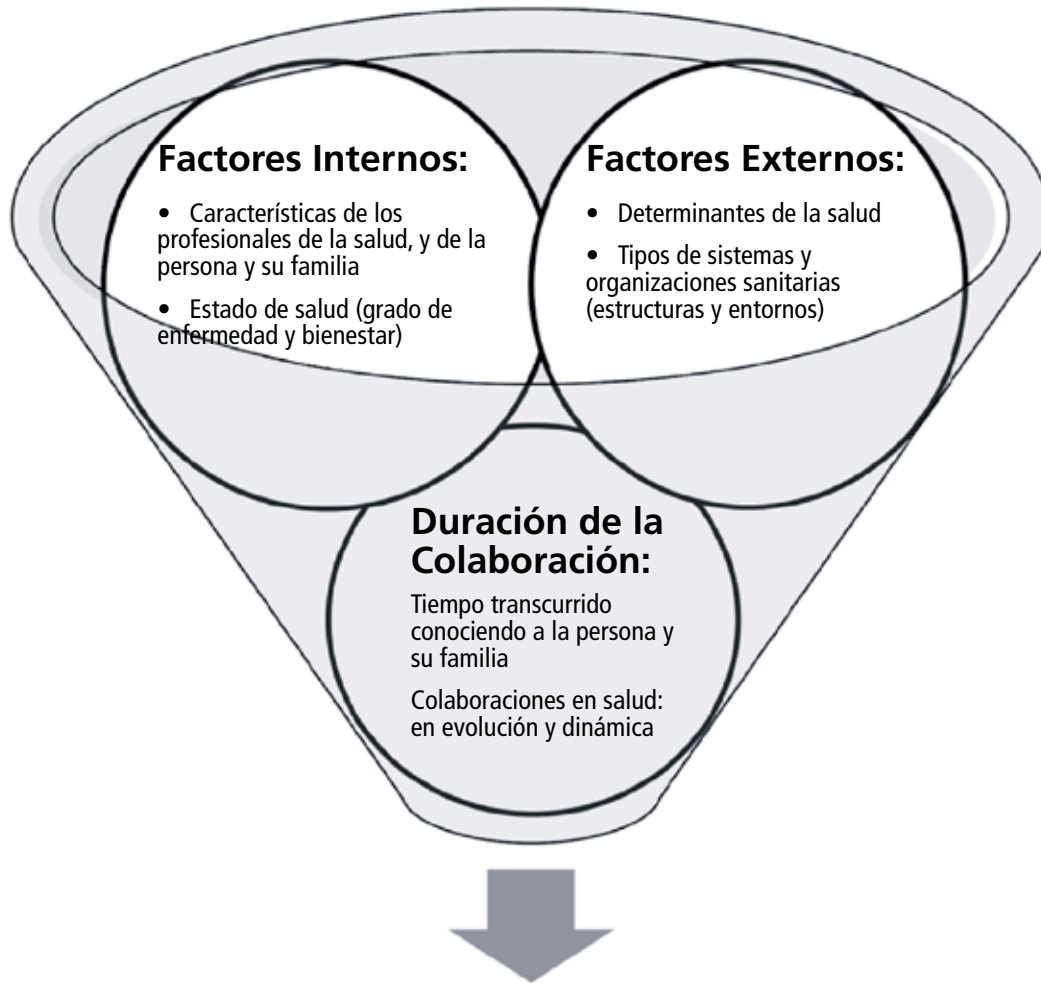 Factores Internos:
• Características de los
profesionales de la salud, y de la
persona y su familia
• Estado de salud (grado de
enfermedad y bienestar)
Factores Externos:
• Determinantes de la salud
• Tipos de sistemas y
organizaciones sanitarias
(estructuras y entornos)
Duración de la
Colaboración:
Tiempo transcurrido
conociendo a la persona y
su familia
Colaboraciones en salud:
en evolución y dinámica